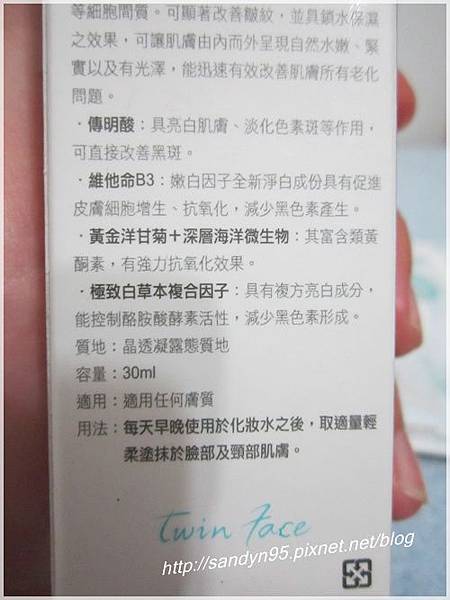 等細胞間質。可顯著改善皺紋，並具鎖水保濕
之效果，可讓肌膚由內而外呈現自然水嫩、緊
實以及有光澤，能迅速有效改善肌膚所有老化
問題。
・傳明酸：具亮白肌膚、淡化色素斑等作用，
可直接改善黑斑。
・維他命B3：嫩白因子全新淨白成份具有促進
皮膚細胞增生、抗氧化，減少黑色素產生。
・黃金洋甘菊＋深層海洋微生物：其富含類黃
酮素，有強力抗氧化效果。
・極致白草本複合因子：具有複方亮白成分，
能控制酪胺酸酵素活性，減少黑色素形成。
質地：晶透凝露態質地
容量：30ml
適用：適用任何膚質
用法：每天早晚使用於化妝水之後，取適量輕
柔塗抹於臉部及頸部肌膚。
Twin Face
http://sandyn95.pixnet.net/blog